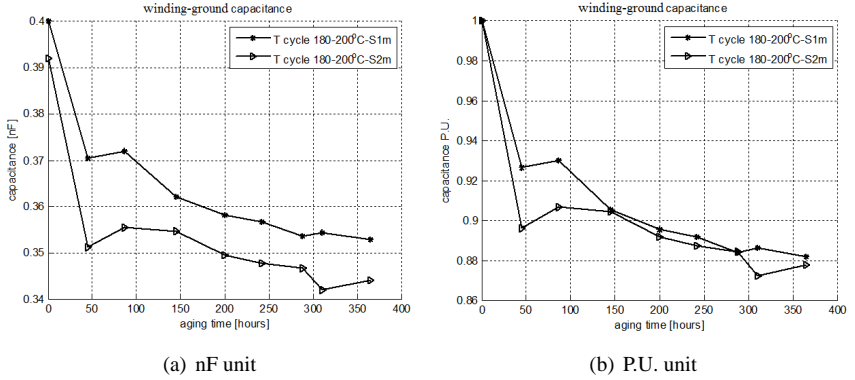 winding-ground capacitance
0.4
0.39
0.38
0.37
0.36
0.35
0.34
capacitance [nF]
T cycle 180-200⁰C-S1m
T cycle 180-200⁰C-S2m
0 50 100 150 200 250 300 350 400
aging time [hours]
(a) nF unit
winding-ground capacitance
1
0.98
0.96
0.94
0.92
0.9
0.88
0.86
capacitance P.U.
T cycle 180-200⁰C-S1m
T cycle 180-200⁰C-S2m
0 50 100 150 200 250 300 350 400
aging time [hours]
(b) P.U. unit